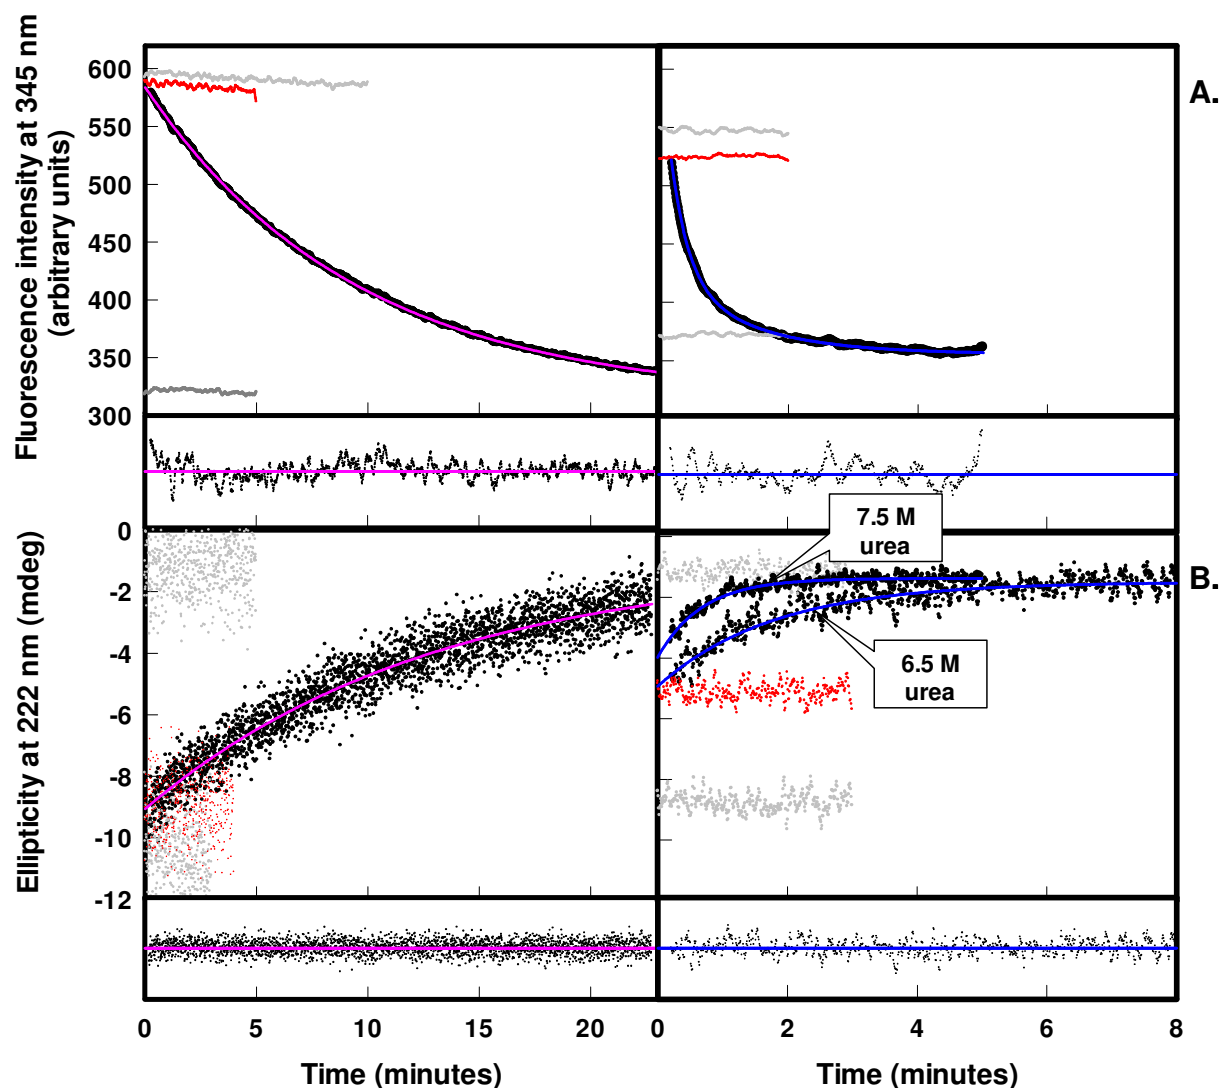 Fluorescence intensity at 345 nm
(arbitrary units)
600
550
500
450
400
350
300
A.
0
-2
-4
-6
-8
-10
-12
Ellipticity at 222 nm (mdeg)
7.5 M
urea
6.5 M
urea
B.
0 5 10 15 20 0 2 4 6 8
Time (minutes) Time (minutes)